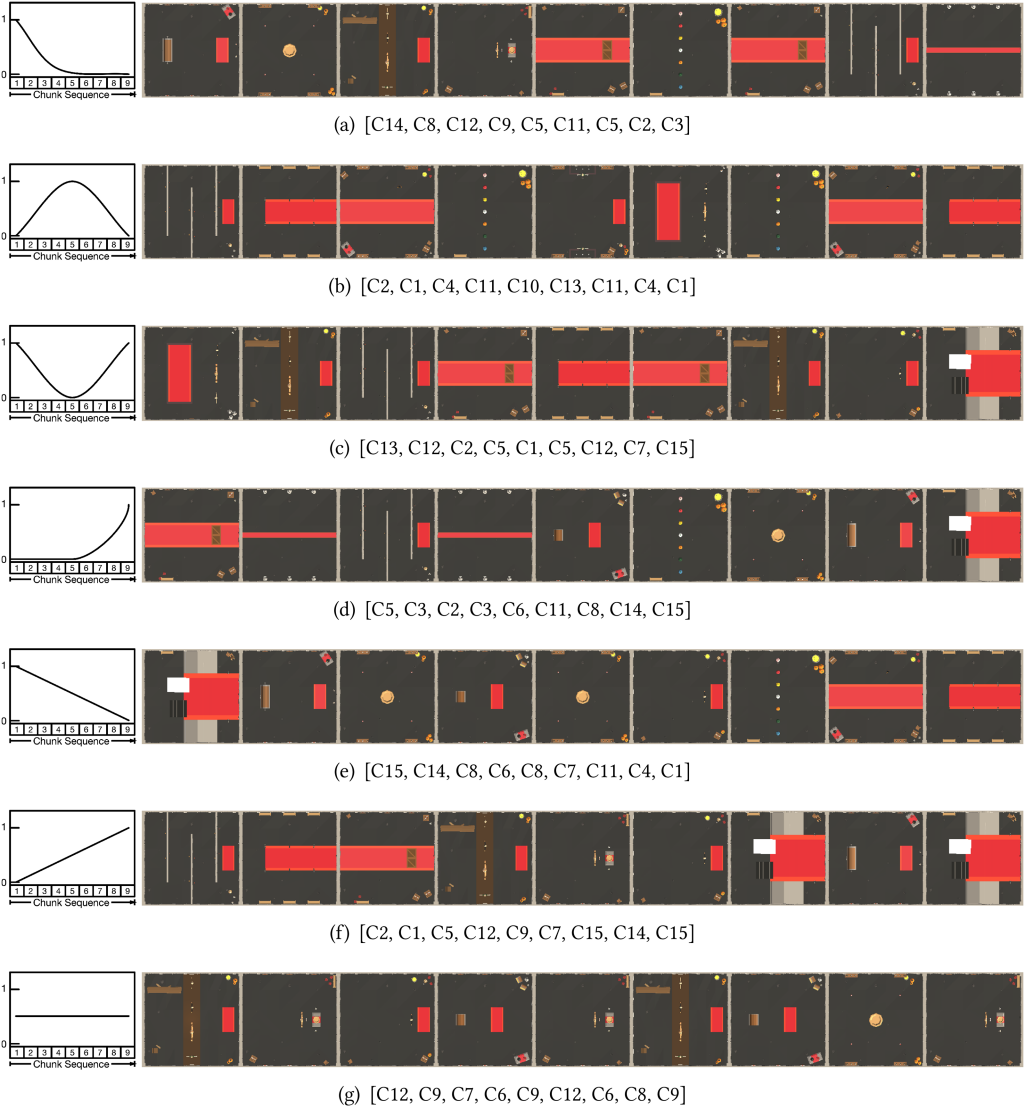 1
0
1 2 3 4 5 6 7 8 9
Chunk Sequence
(a) [C14, C8, C12, C9, C5, C11, C5, C2, C3]
1
0
1 2 3 4 5 6 7 8 9
Chunk Sequence
(b) [C2, C1, C4, C11, C10, C13, C11, C4, C1]
1
0
1 2 3 4 5 6 7 8 9
Chunk Sequence
(c) [C13, C12, C2, C5, C1, C5, C12, C7, C15]
1
0
1 2 3 4 5 6 7 8 9
Chunk Sequence
(d) [C5, C3, C2, C3, C6, C11, C8, C14, C15]
1
0
1 2 3 4 5 6 7 8 9
Chunk Sequence
(e) [C15, C14, C8, C6, C8, C7, C11, C4, C1]
1
0
1 2 3 4 5 6 7 8 9
Chunk Sequence
(f) [C2, C1, C5, C12, C9, C7, C15, C14, C15]
1
0
1 2 3 4 5 6 7 8 9
Chunk Sequence
(g) [C12, C9, C7, C6, C9, C12, C6, C8, C9]